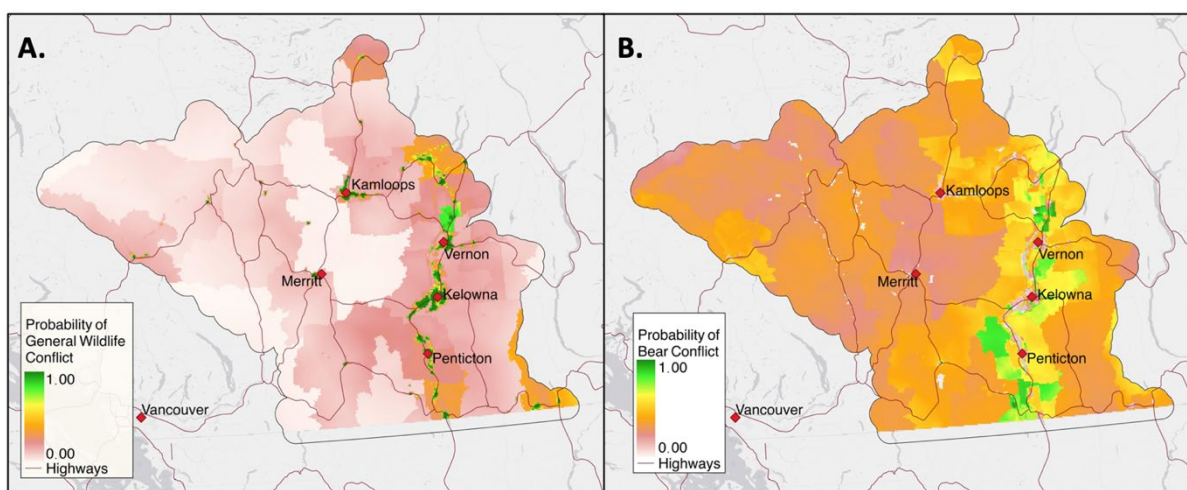 A.
Kamloops
Vernon
Merritt
Kelowna
Penticton
Vancouver
Probability of
General Wildlife
Conflict
1.00
0.00
Highways
B.
Kamloops
Vernon
Merritt
Kelowna
Penticton
Vancouver
Probability of
Bear Conflict
1.00
0.00
Highways